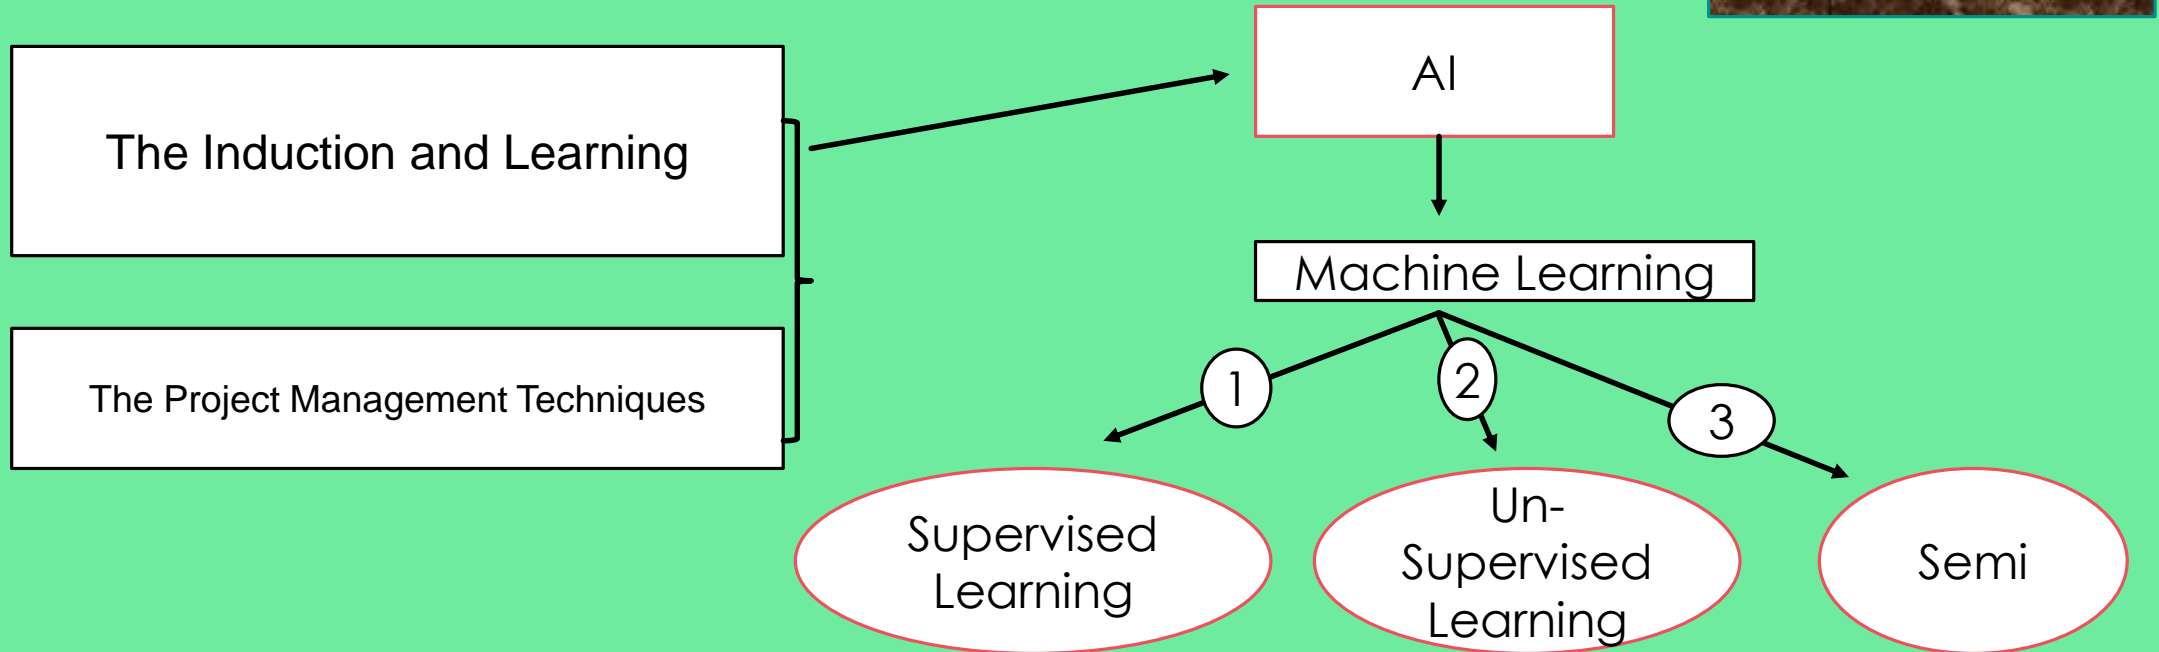 The Induction and Learning
The Project Management Techniques
AI
Machine Learning
1
2
3
Supervised
Learning
Un-
Supervised
Learning
Semi